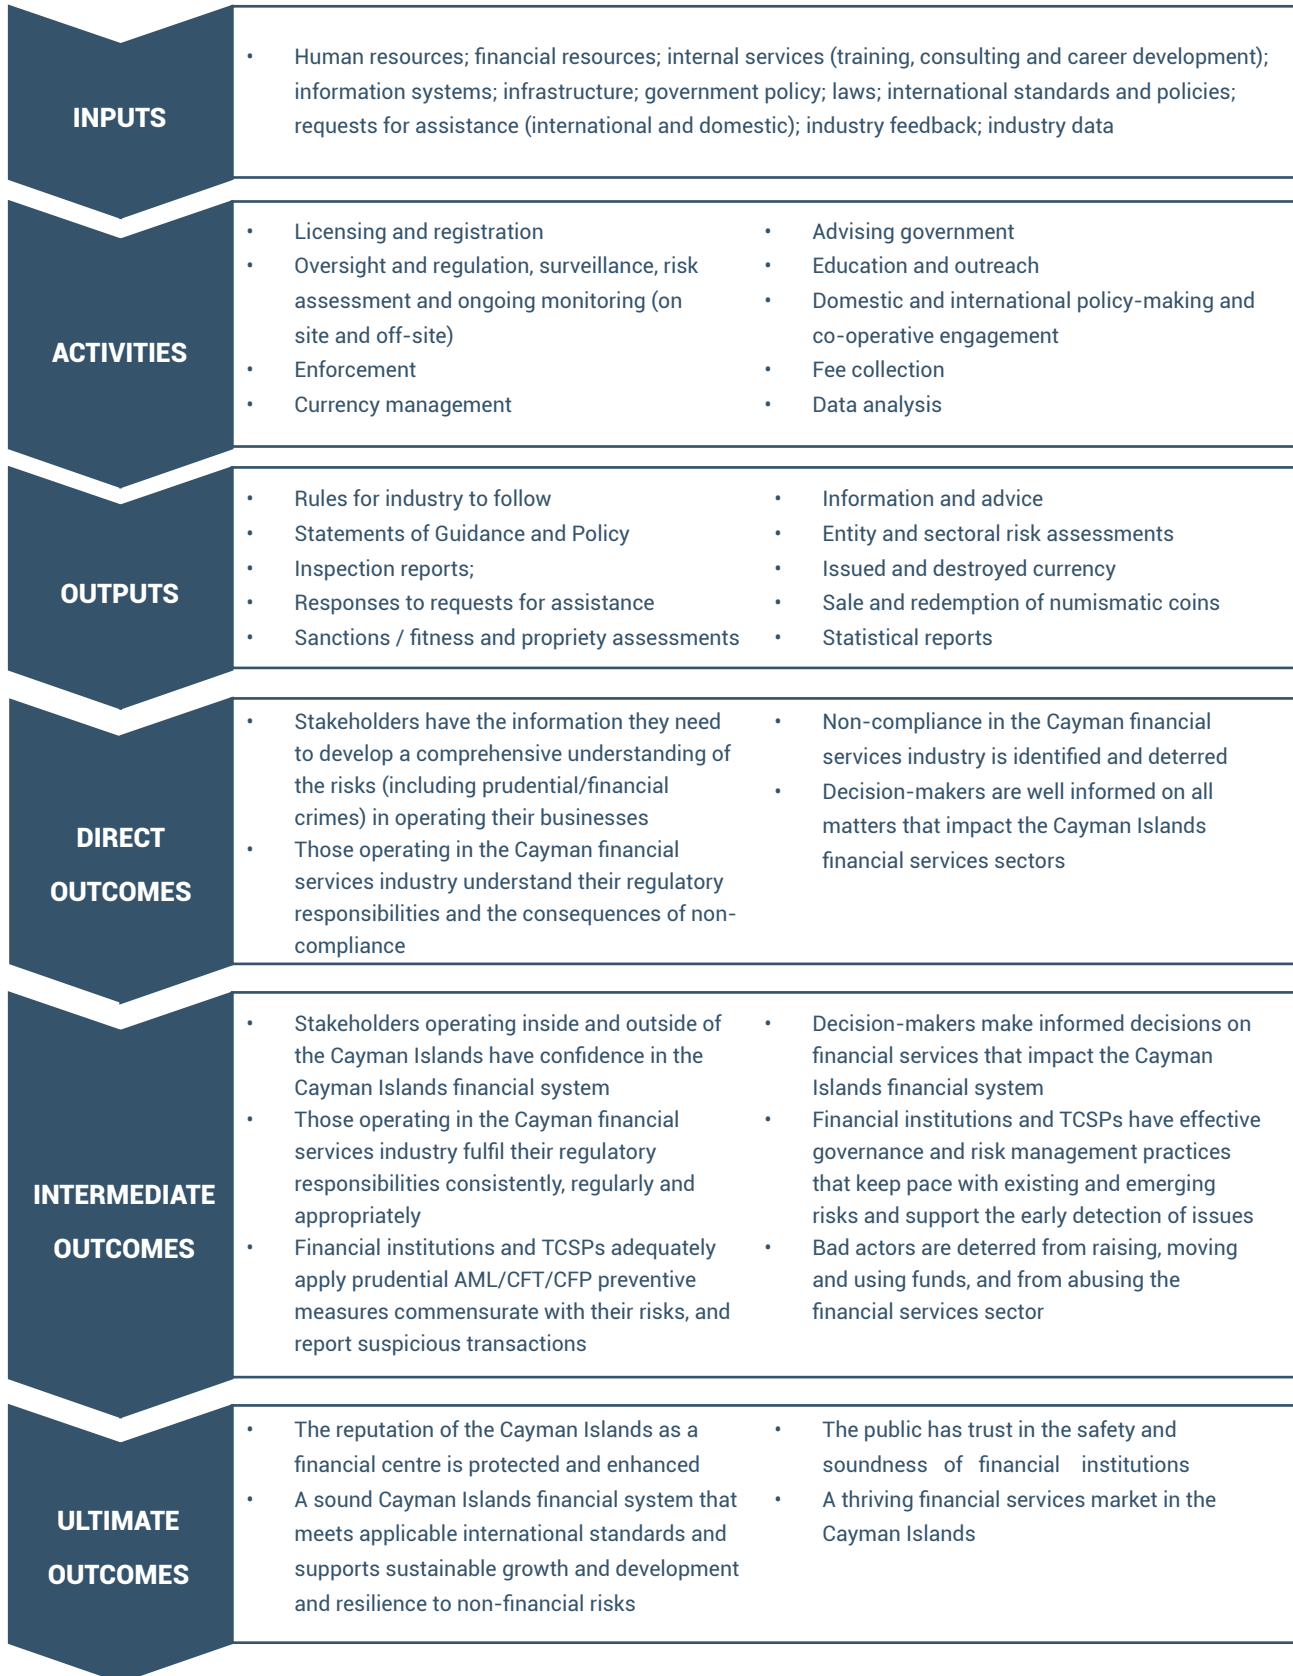 INPUTS
• Human resources; financial resources; internal services (training, consulting and career development);
information systems; infrastructure; government policy; laws; international standards and policies;
requests for assistance (international and domestic); industry feedback; industry data
ACTIVITIES
• Licensing and registration
• Oversight and regulation, surveillance, risk
assessment and ongoing monitoring (on
site and off-site)
• Enforcement
• Currency management
• Advising government
• Education and outreach
• Domestic and international policy-making and
co-operative engagement
• Fee collection
• Data analysis
OUTPUTS
• Rules for industry to follow
• Statements of Guidance and Policy
• Inspection reports;
• Responses to requests for assistance
• Sanctions / fitness and propriety assessments
• Information and advice
• Entity and sectoral risk assessments
• Issued and destroyed currency
• Sale and redemption of numismatic coins
• Statistical reports
DIRECT
OUTCOMES
• Stakeholders have the information they need
to develop a comprehensive understanding of
the risks (including prudential/financial
crimes) in operating their businesses
• Those operating in the Cayman financial
services industry understand their regulatory
responsibilities and the consequences of non-
compliance
• Non-compliance in the Cayman financial
services industry is identified and deterred
• Decision-makers are well informed on all
matters that impact the Cayman Islands
financial services sectors
INTERMEDIATE
OUTCOMES
• Stakeholders operating inside and outside of
the Cayman Islands have confidence in the
Cayman Islands financial system
• Those operating in the Cayman financial
services industry fulfil their regulatory
responsibilities consistently, regularly and
appropriately
• Financial institutions and TCSPs adequately
apply prudential AML/CFT/CFP preventive
measures commensurate with their risks, and
report suspicious transactions
• Decision-makers make informed decisions on
financial services that impact the Cayman
Islands financial system
• Financial institutions and TCSPs have effective
governance and risk management practices
that keep pace with existing and emerging
risks and support the early detection of issues
• Bad actors are deterred from raising, moving
and using funds, and from abusing the
financial services sector
ULTIMATE
OUTCOMES
• The reputation of the Cayman Islands as a
financial centre is protected and enhanced
• A sound Cayman Islands financial system that
meets applicable international standards and
supports sustainable growth and development
and resilience to non-financial risks
• The public has trust in the safety and
soundness of financial institutions
• A thriving financial services market in the
Cayman Islands